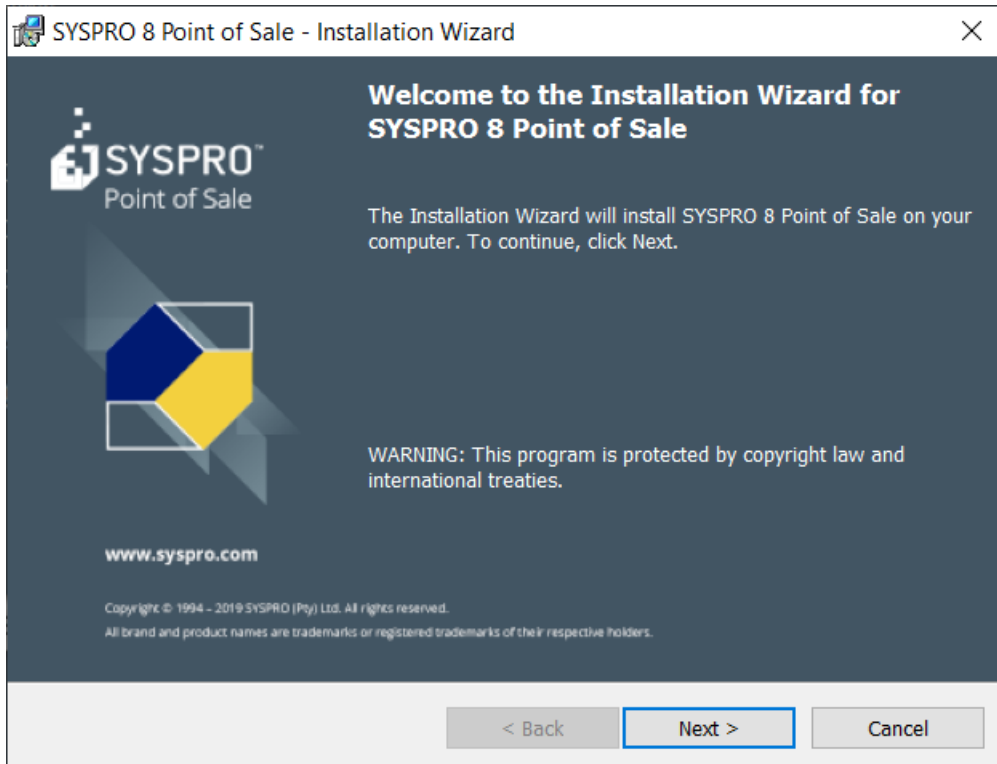 SYSPRO 8 Point of Sale - Installation Wizard
SYSPRO™
Point of Sale
Welcome to the Installation Wizard for
SYSPRO 8 Point of Sale
The Installation Wizard will install SYSPRO 8 Point of Sale on your
computer. To continue, click Next.
WARNING: This program is protected by copyright law and
international treaties.
www.syspro.com
Copyright © 1994 – 2019 SYSPRO (Pty) Ltd. All rights reserved.
All brand and product names are trademarks or registered trademarks of their respective holders.
< Back
Next >
Cancel